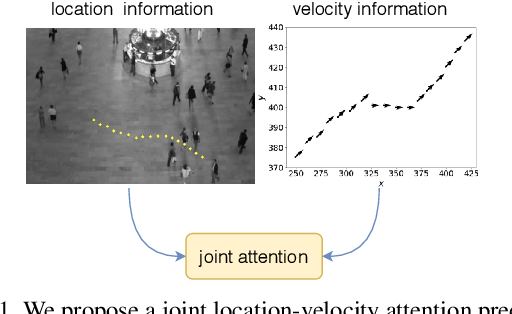 location information
velocity information
440
430
420
410
400
390
380
370
y
250 275 300 325 350 375 400 425
x
joint attention
1. We propose a joint location-velocity attention pred